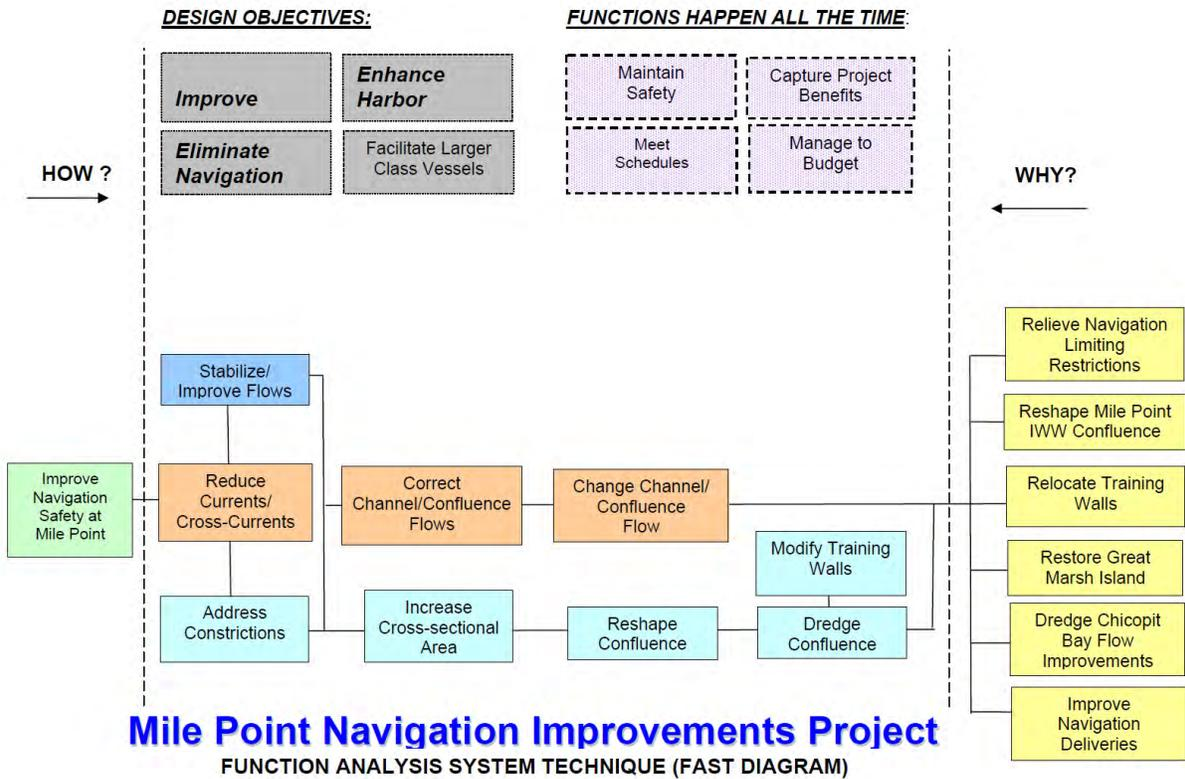 DESIGN OBJECTIVES:
FUNCTIONS HAPPEN ALL THE TIME:
Improve
Enhance
Harbor
Eliminate
Navigation
Facilitate Larger
Class Vessels
Maintain
Safety
Capture Project
Benefits
Meet
Schedules
Manage to
Budget
HOW ?
WHY?
Improve
Navigation
Safety at
Mile Point
Stabilize/
Improve Flows
Reduce
Currents/
Cross-Currents
Address
Constrictions
Correct
Channel/Confluence
Flows
Change Channel/
Confluence
Flow
Increase
Cross-sectional
Area
Reshape
Confluence
Modify Training
Walls
Dredge
Confluence
Relieve Navigation
Limiting
Restrictions
Reshape Mile Point
IWW Confluence
Relocate Training
Walls
Restore Great
Marsh Island
Dredge Chicopit
Bay Flow
Improvements
Improve
Navigation
Deliveries
Mile Point Navigation Improvements Project
FUNCTION ANALYSIS SYSTEM TECHNIQUE (FAST DIAGRAM)